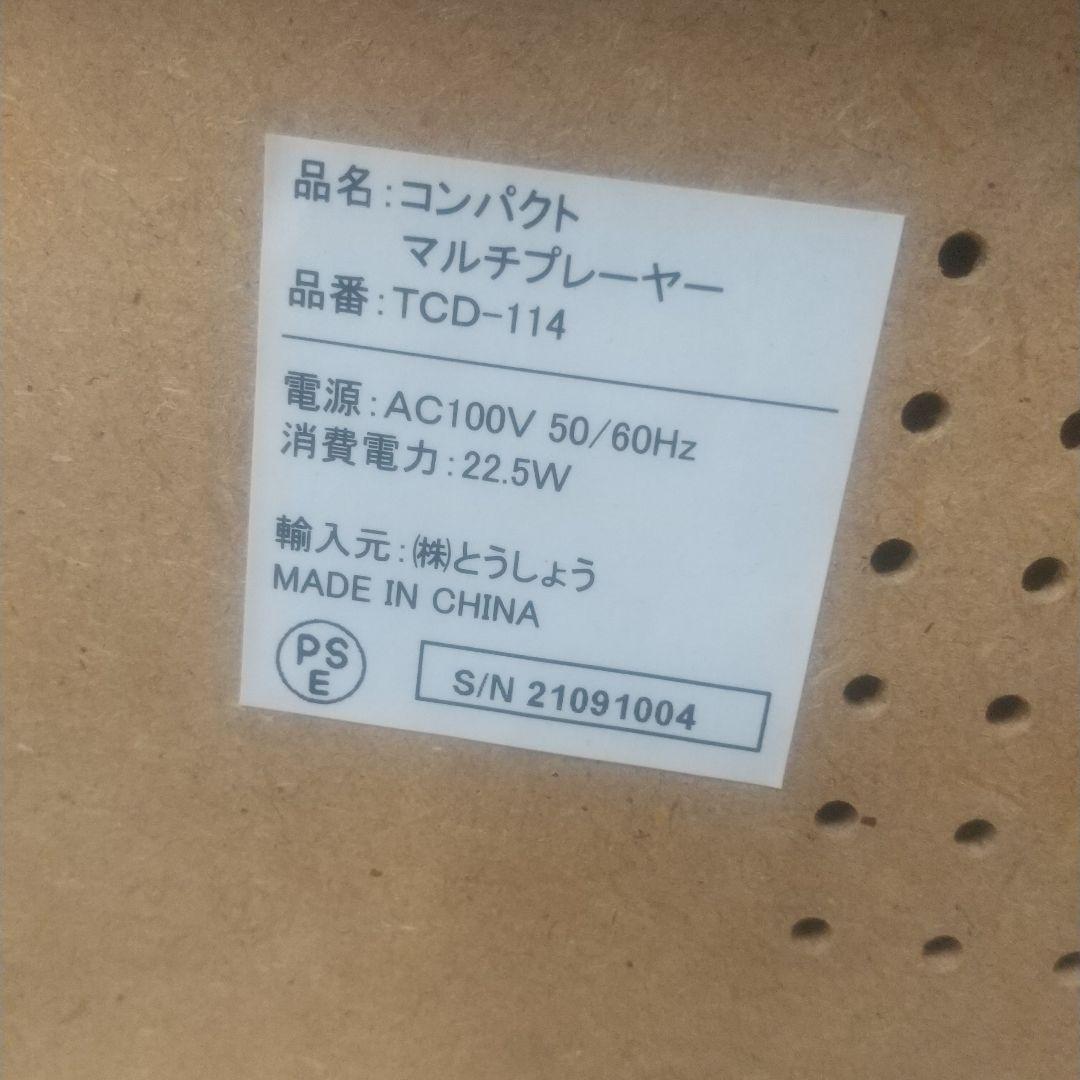 品名:コンパクト
マルチプレーヤー
品番:TCD-114
電源:AC100V 50/60Hz
消費電力:22.5W
輸入元:㈱とうしょう
MADE IN CHINA
PS
E
S/N 21091004